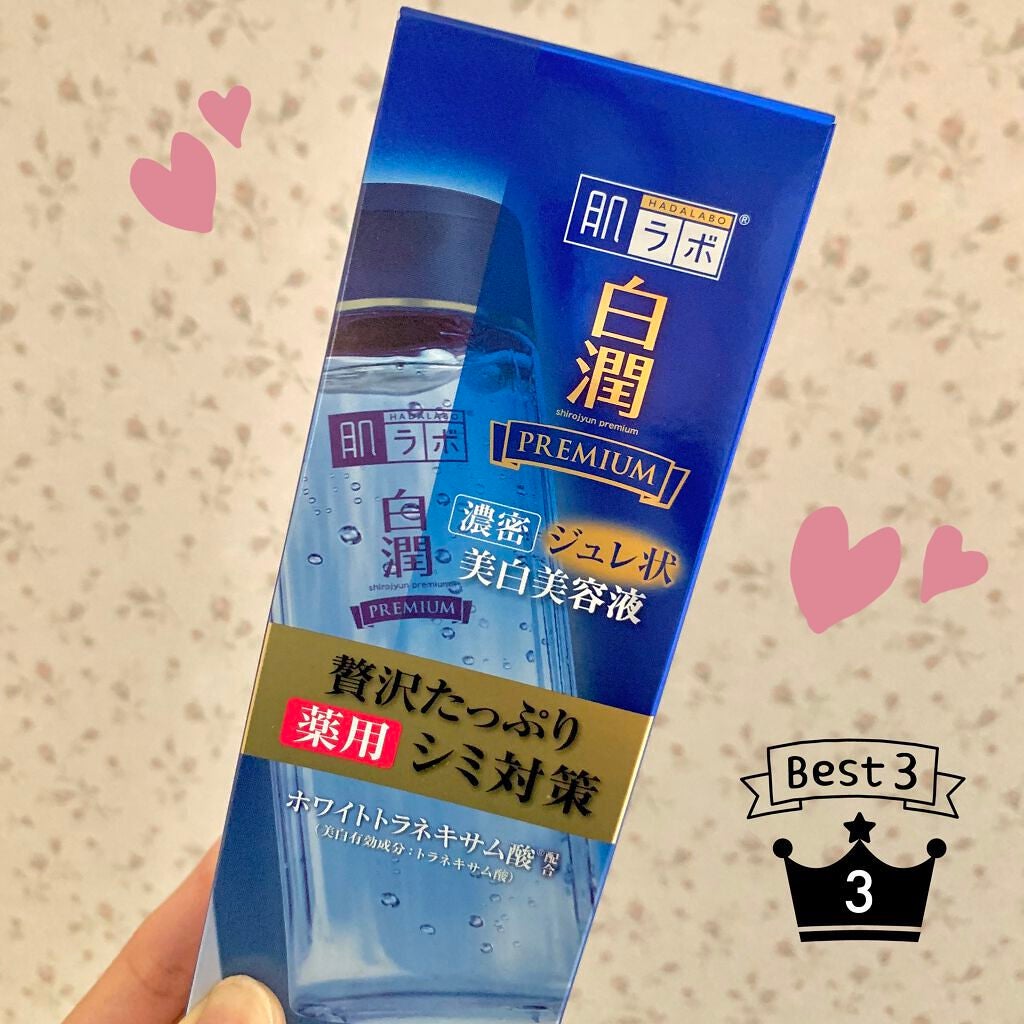 HADALABO
肌ラボ®
白潤
shirojyun premium
PREMIUM
濃密 ジュレ状
美白美容液
HADALABO
肌ラボ
白潤
shirojyun premium
PREMIUM
贅沢たっぷり
薬用 シミ対策
ホワイトトラネキサム酸※配合
(美白有効成分:トラネキサム酸)
Best 3
3